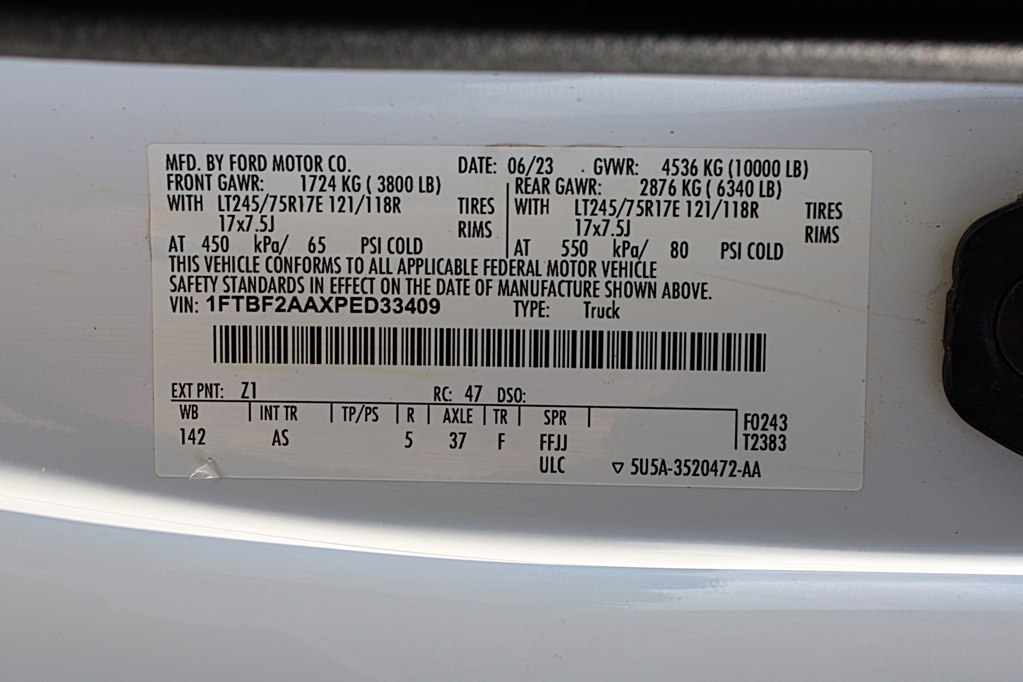 MFD. BY FORD MOTOR CO. DATE: 06/23 GVWR: 4536 KG (10000 LB)
FRONT GAWR: 1724 KG ( 3800 LB) REAR GAWR: 2876 KG ( 6340 LB)
WITH LT245/75R17E 121/118R TIRES WITH LT245/75R17E 121/118R TIRES
17x7.5J RIMS 17x7.5J RIMS
AT 450 kPa/ 65 PSI COLD AT 550 kPa/ 80 PSI COLD
THIS VEHICLE CONFORMS TO ALL APPLICABLE FEDERAL MOTOR VEHICLE
SAFETY STANDARDS IN EFFECT ON THE DATE OF MANUFACTURE SHOWN ABOVE.
VIN: 1FTBF2AAXPED33409 TYPE: Truck
EXT PNT: Z1 RC: 47 DSO:
WB INT TR TP/PS R AXLE TR SPR F0243
142 AS 5 37 F FFJJ T2383
ULC ▽ 5U5A-3520472-AA